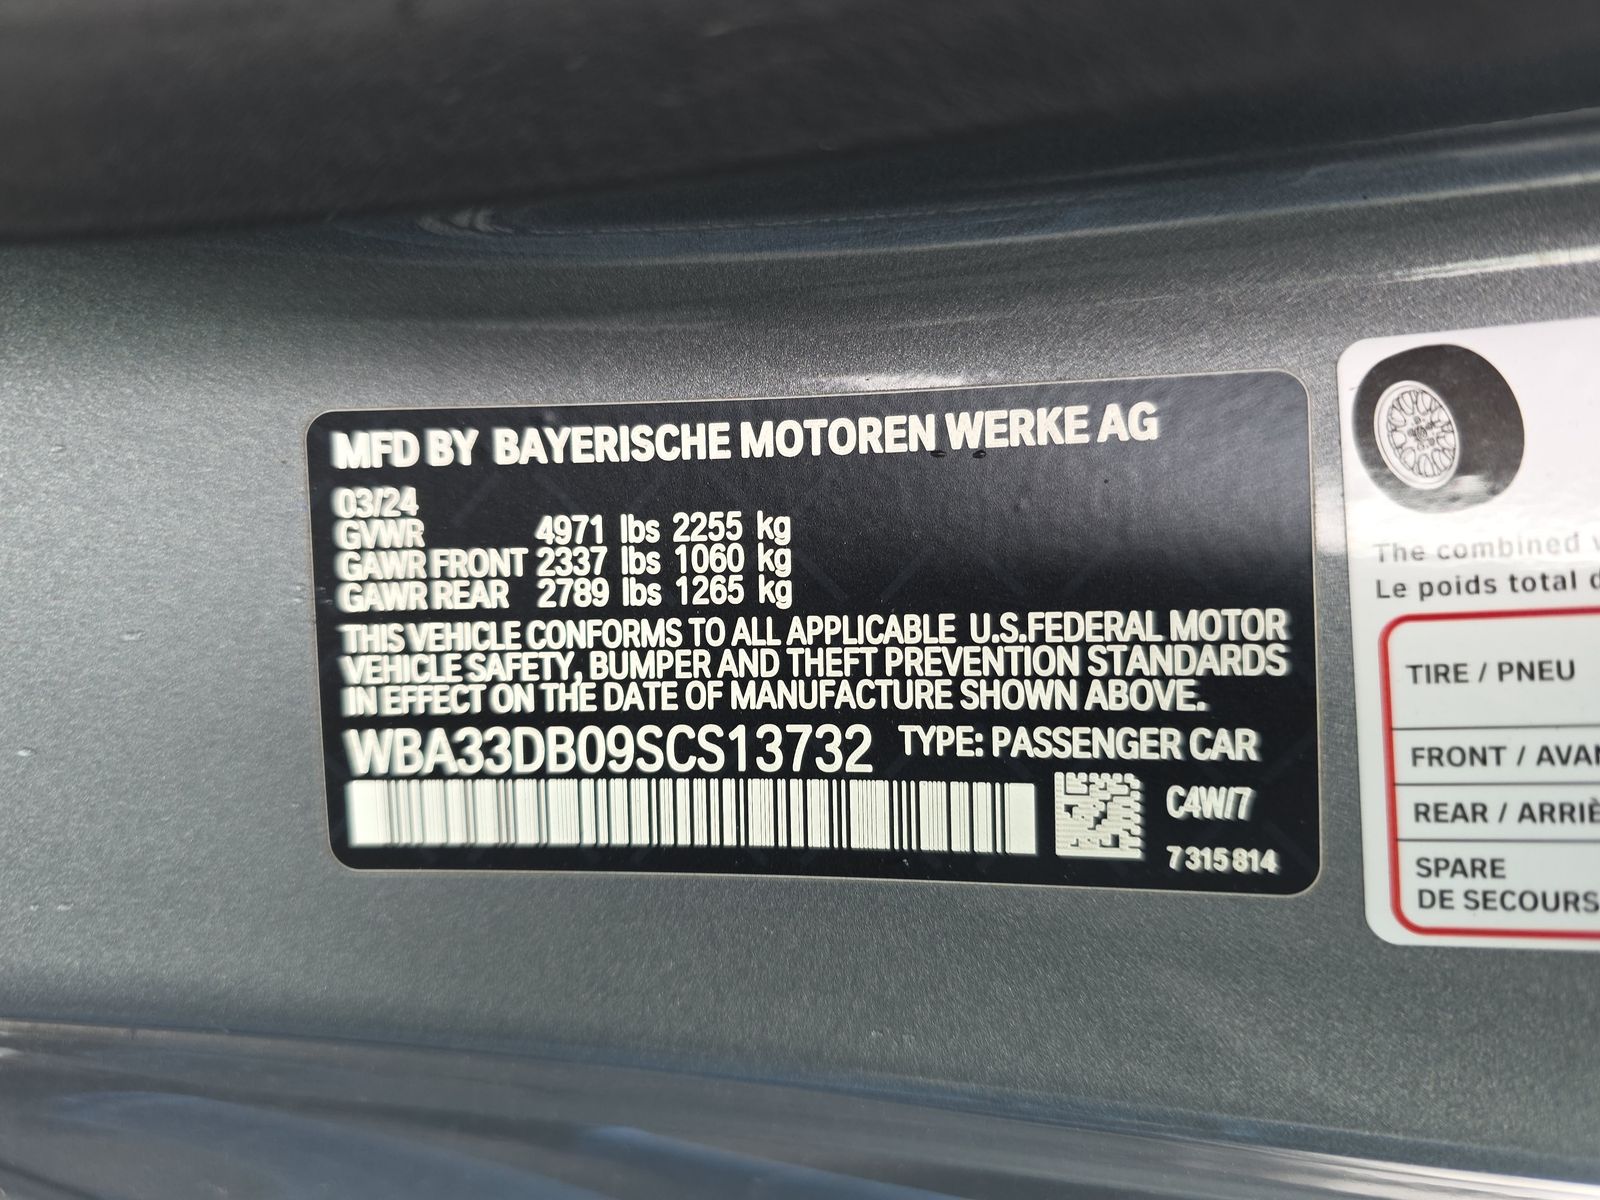 MFD BY BAYERISCHE MOTOREN WERKE AG
03/24
GVWR 4971 lbs 2255 kg
GAWR FRONT 2337 lbs 1060 kg
GAWR REAR 2789 lbs 1265 kg
THIS VEHICLE CONFORMS TO ALL APPLICABLE U.S.FEDERAL MOTOR
VEHICLE SAFETY, BUMPER AND THEFT PREVENTION STANDARDS
IN EFFECT ON THE DATE OF MANUFACTURE SHOWN ABOVE.
WBA33DB09SCS13732 TYPE: PASSENGER CAR
C4W/7
7 315 814
The combined
Le poids total
TIRE / PNEU
FRONT / AVAN
REAR / ARRIÈ
SPARE
DE SECOURS